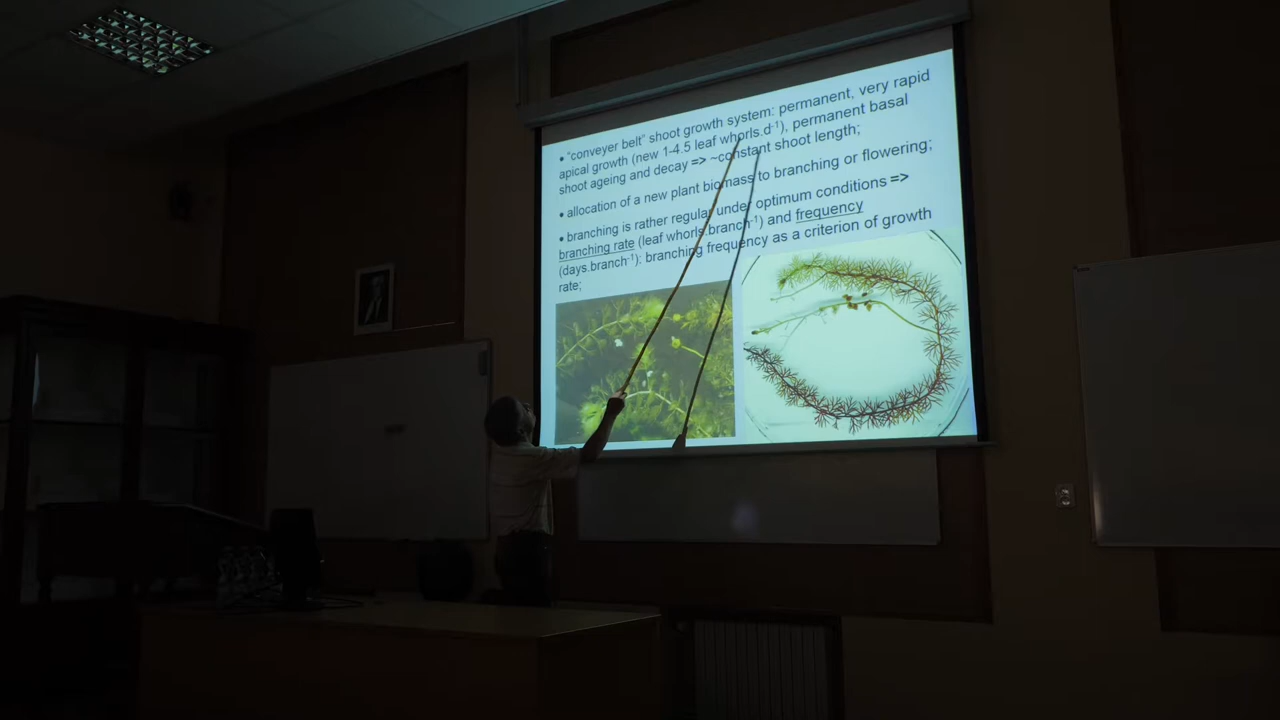 • "conveyer belt" shoot growth system: permanent, very rapid
apical growth (new 1-4.5 leaf whorls.d⁻¹), permanent basal
shoot ageing and decay => ~constant shoot length;
• allocation of a new plant biomass to branching or flowering;
• branching is rather regular under optimum conditions =>
branching rate (leaf whorls.branch⁻¹) and frequency
(days.branch⁻¹): branching frequency as a criterion of growth
rate;